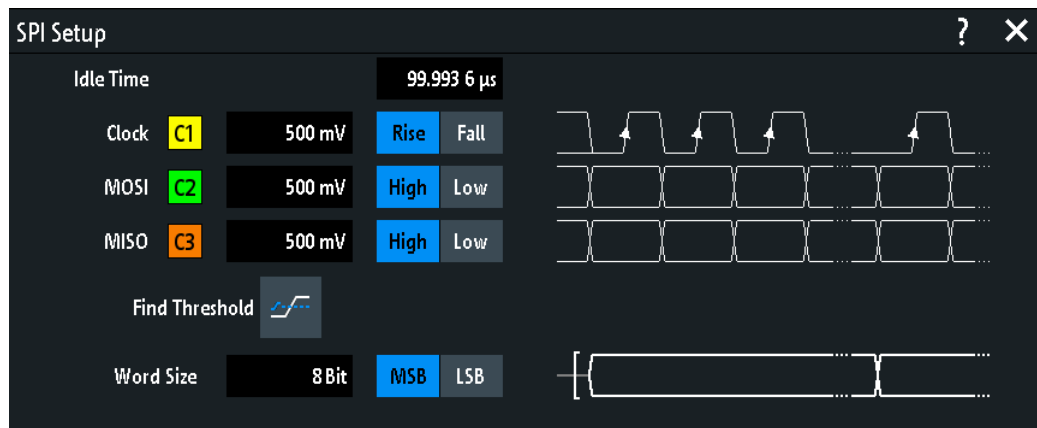 SPI Setup ? ✕
Idle Time 99.993 6 µs
Clock C1 500 mV Rise Fall
MOSI C2 500 mV High Low
MISO C3 500 mV High Low
Find Threshold
Word Size 8 Bit MSB LSB